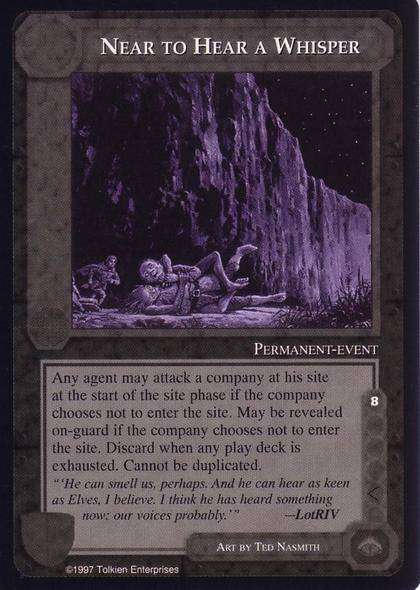 NEAR TO HEAR A WHISPER
PERMANENT-EVENT
Any agent may attack a company at his site
at the start of the site phase if the company
chooses not to enter the site. May be revealed
on-guard if the company chooses not to enter
the site. Discard when any play deck is
exhausted. Cannot be duplicated.
8
"'He can smell us, perhaps. And he can hear as keen
as Elves, I believe. I think he has heard something
now: our voices probably.'" —LotRIV
ART BY TED NASMITH
©1997 Tolkien Enterprises